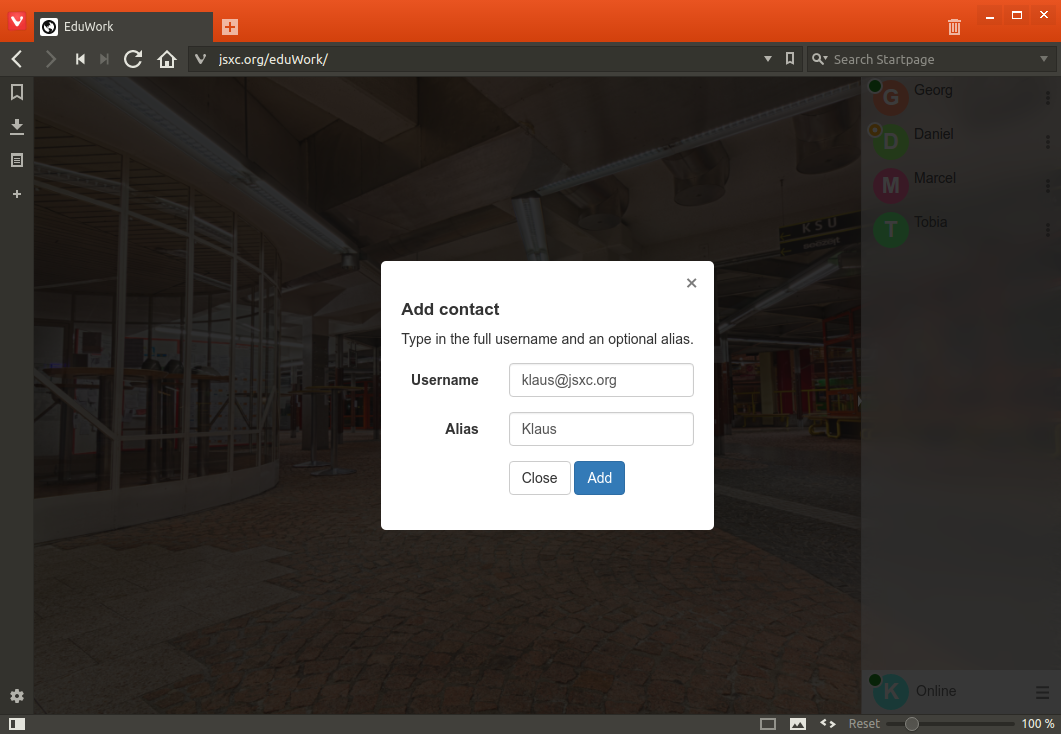 EduWork
jsxc.org/eduWork/
Search Startpage
G
Georg
D
Daniel
M
Marcel
T
Tobia
KSU
×
Add contact
Type in the full username and an optional alias.
Username
klaus@jsxc.org
Alias
Klaus
Close
Add
K
Online
Reset
100 %